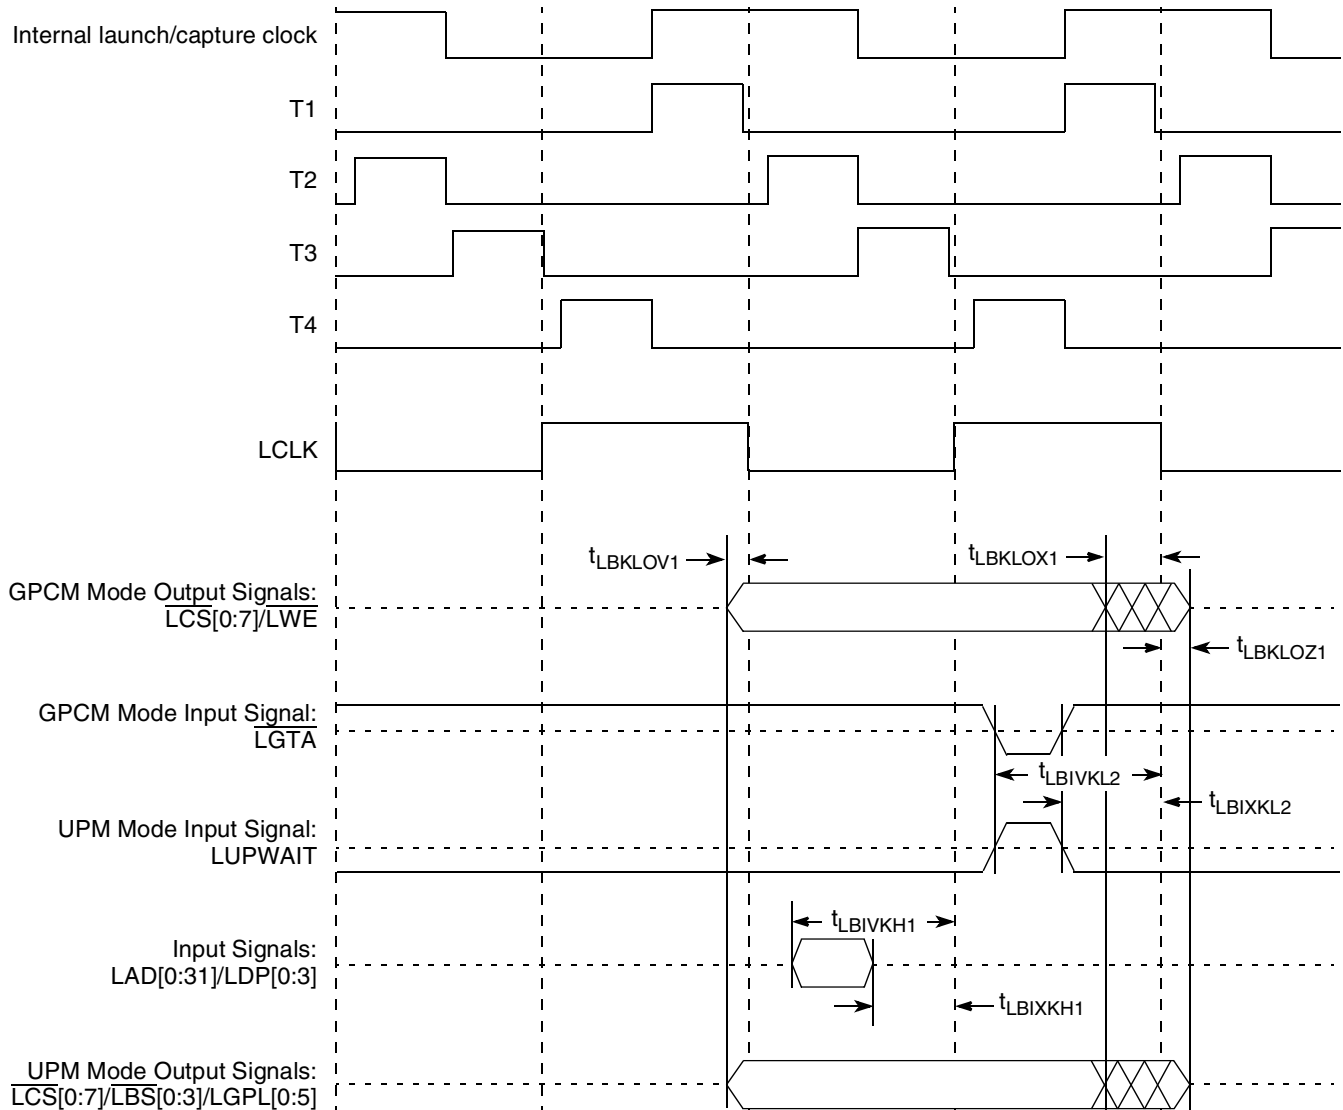 Internal launch/capture clock
T1
T2
T3
T4
LCLK
tLBKLOV1
tLBKLOX1
GPCM Mode Output Signals:
LCS[0:7]/LWE
tLBKLOZ1
GPCM Mode Input Signal:
LGTA
tLBIVKL2
tLBIXKL2
UPM Mode Input Signal:
LUPWAIT
tLBIVKH1
Input Signals:
LAD[0:31]/LDP[0:3]
tLBIXKH1
UPM Mode Output Signals:
LCS[0:7]/LBS[0:3]/LGPL[0:5]